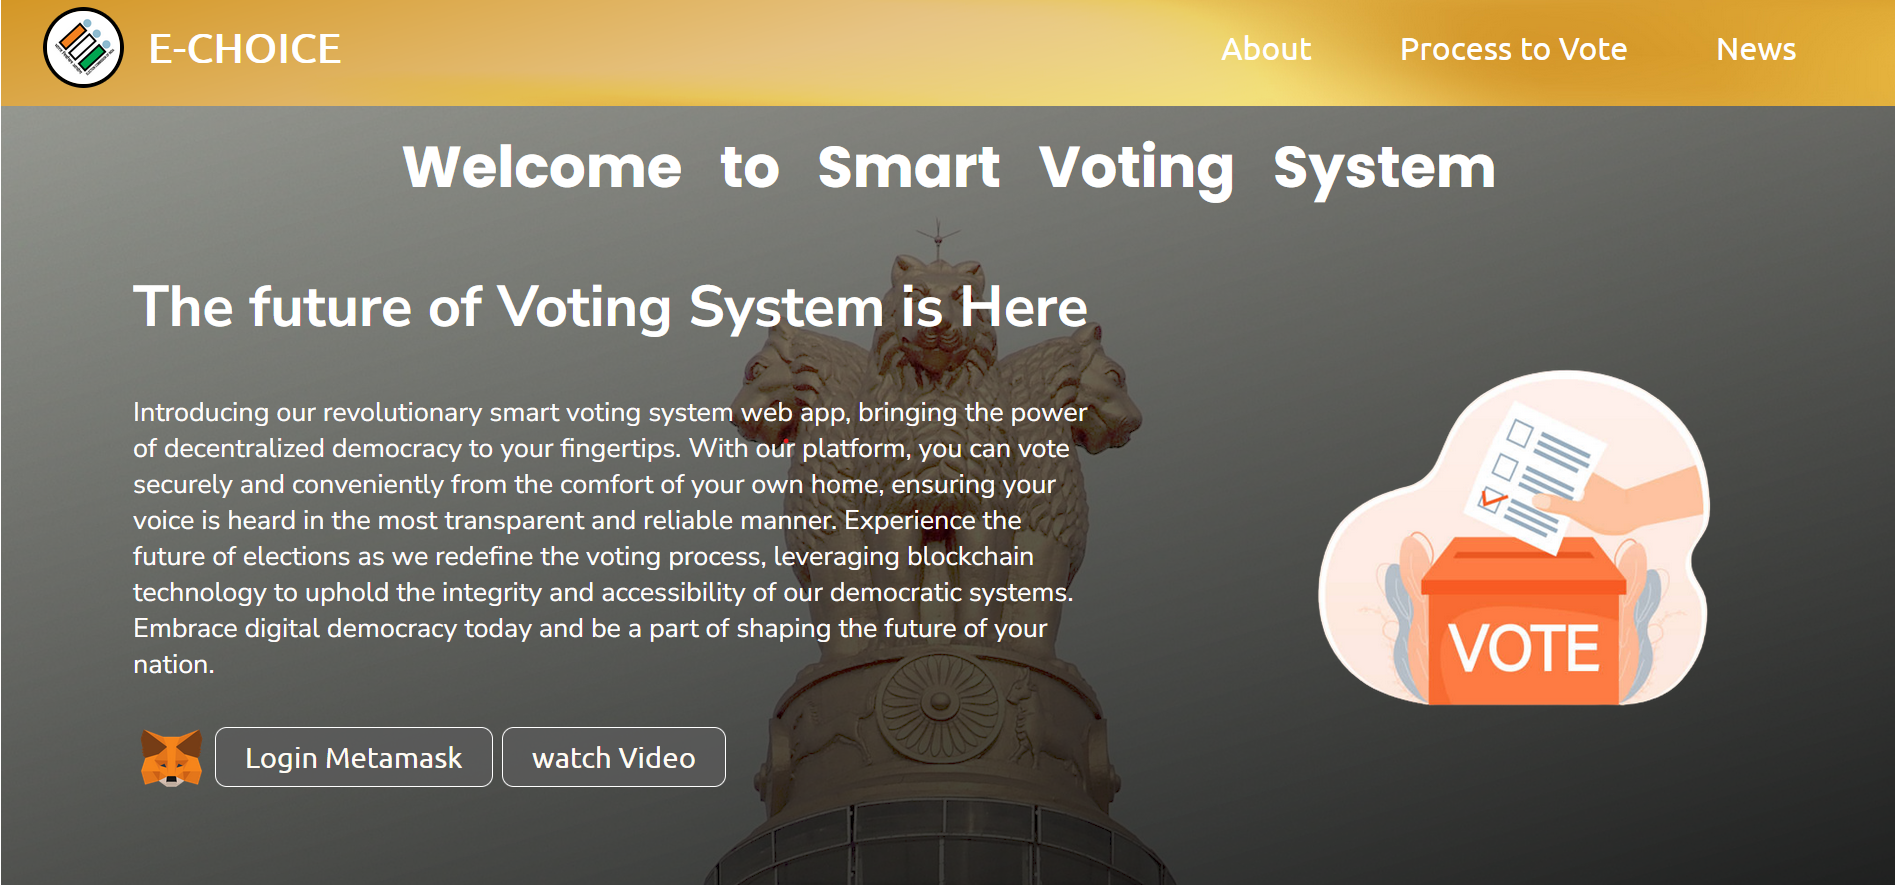 E-CHOICE
About
Process to Vote
News
Welcome to Smart Voting System
The future of Voting System is Here
Introducing our revolutionary smart voting system web app, bringing the power
of decentralized democracy to your fingertips. With our platform, you can vote
securely and conveniently from the comfort of your own home, ensuring your
voice is heard in the most transparent and reliable manner. Experience the
future of elections as we redefine the voting process, leveraging blockchain
technology to uphold the integrity and accessibility of our democratic systems.
Embrace digital democracy today and be a part of shaping the future of your
nation.
VOTE
Login Metamask
watch Video